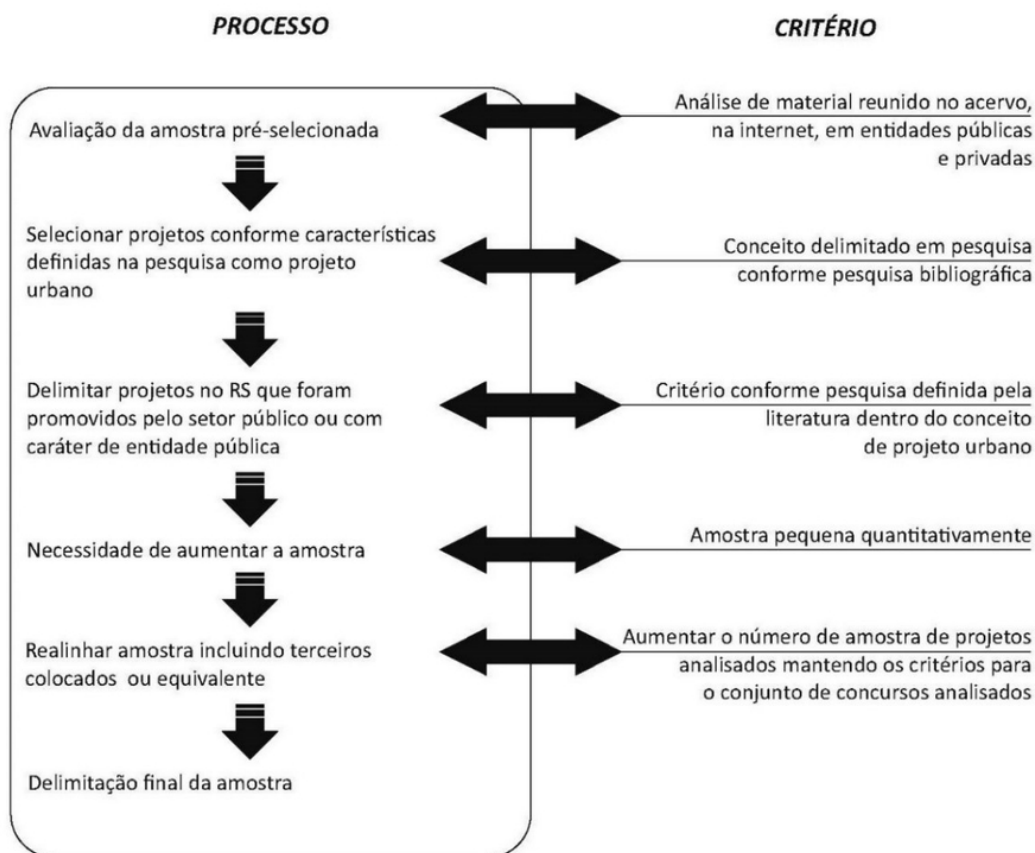 PROCESSO
CRITÉRIO
Avaliação da amostra pré-selecionada
Análise de material reunido no acervo,
na internet, em entidades públicas
e privadas
Selecionar projetos conforme características
definidas na pesquisa como projeto
urbano
Conceito delimitado em pesquisa
conforme pesquisa bibliográfica
Delimitar projetos no RS que foram
promovidos pelo setor público ou com
caráter de entidade pública
Critério conforme pesquisa definida pela
literatura dentro do conceito
de projeto urbano
Necessidade de aumentar a amostra
Amostra pequena quantitativamente
Realinhar amostra incluindo terceiros
colocados ou equivalente
Aumentar o número de amostra de projetos
analisados mantendo os critérios para
o conjunto de concursos analisados
Delimitação final da amostra